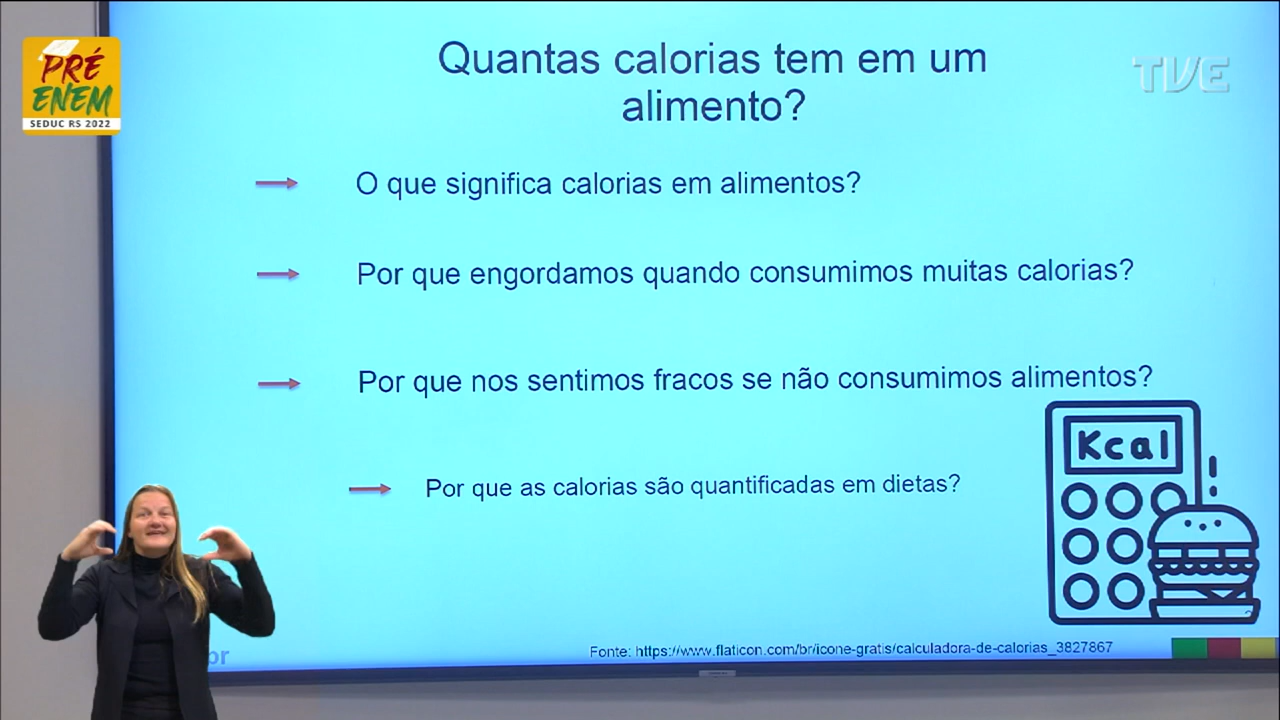 PRÉ
ENEM
SEDUC RS 2022
TVE
Quantas calorias tem em um
alimento?
O que significa calorias em alimentos?
Por que engordamos quando consumimos muitas calorias?
Por que nos sentimos fracos se não consumimos alimentos?
Kcal
Por que as calorias são quantificadas em dietas?
br
Fonte: https://www.flaticon.com/br/icone-gratis/calculadora-de-calorias_3827867